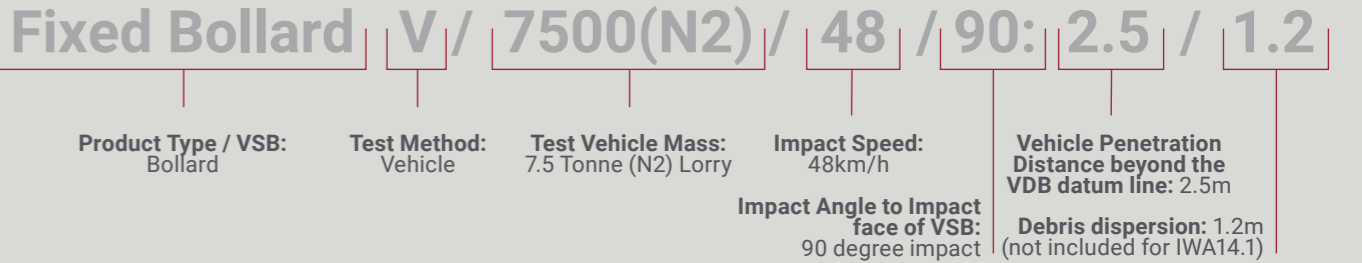 Fixed Bollard V / 7500(N2) / 48 / 90: 2.5 / 1.2
Product Type / VSB:
Bollard
Test Method:
Vehicle
Test Vehicle Mass:
7.5 Tonne (N2) Lorry
Impact Speed:
48km/h
Impact Angle to Impact
face of VSB:
90 degree impact
Vehicle Penetration
Distance beyond the
VDB datum line: 2.5m
Debris dispersion: 1.2m
(not included for IWA14.1)